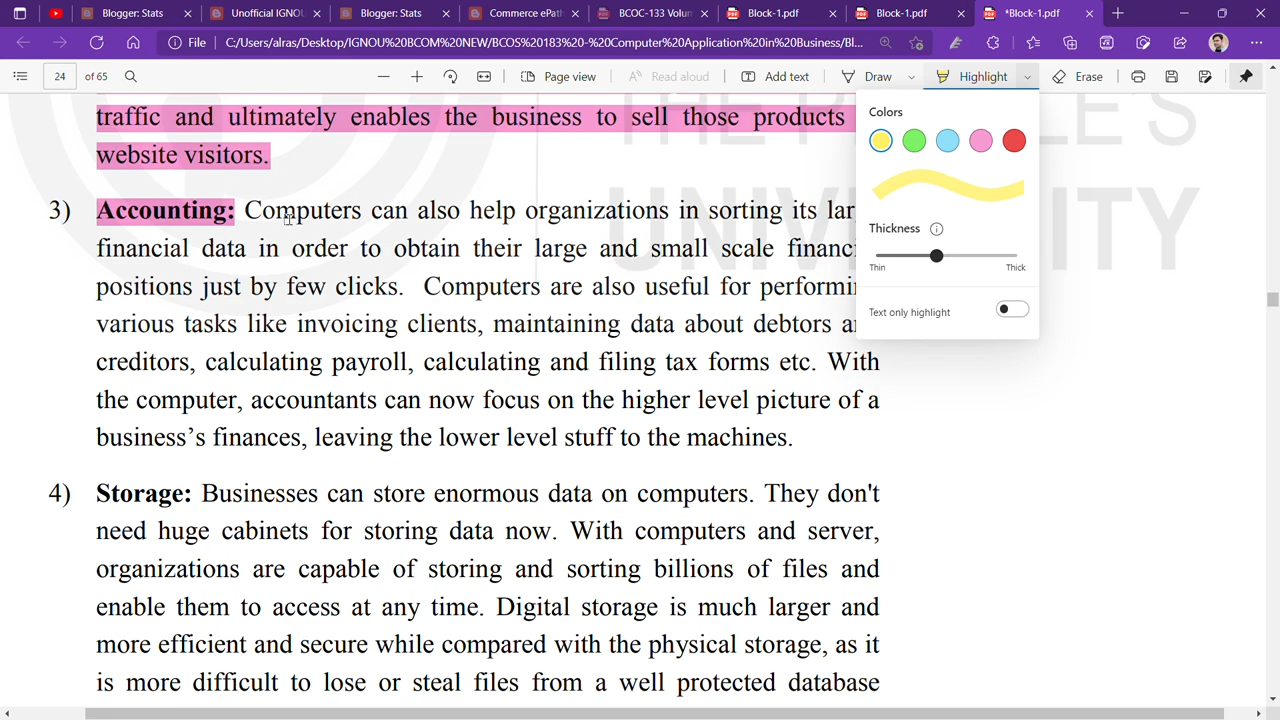 Blogger: Stats
Unofficial IGNOU
Blogger: Stats
Commerce ePath
BCOC-133 Volum
Block-1.pdf
Block-1.pdf
*Block-1.pdf
File
C:/Users/alras/Desktop/IGNOU%20BCOM%20NEW/BCOS%20183%20-%20Computer%20Application%20in%20Business/Bl...
24 of 65
Page view
Read aloud
Add text
Draw
Highlight
Erase
Colors
Thickness
Thin
Thick
Text only highlight
THE PEOPLE'S
UNIVERSITY
traffic and ultimately enables the business to sell those products
website visitors.
3) Accounting: Computers can also help organizations in sorting its lar
financial data in order to obtain their large and small scale financi
positions just by few clicks. Computers are also useful for performin
various tasks like invoicing clients, maintaining data about debtors an
creditors, calculating payroll, calculating and filing tax forms etc. With
the computer, accountants can now focus on the higher level picture of a
business’s finances, leaving the lower level stuff to the machines.
4) Storage: Businesses can store enormous data on computers. They don't
need huge cabinets for storing data now. With computers and server,
organizations are capable of storing and sorting billions of files and
enable them to access at any time. Digital storage is much larger and
more efficient and secure while compared with the physical storage, as it
is more difficult to lose or steal files from a well protected database